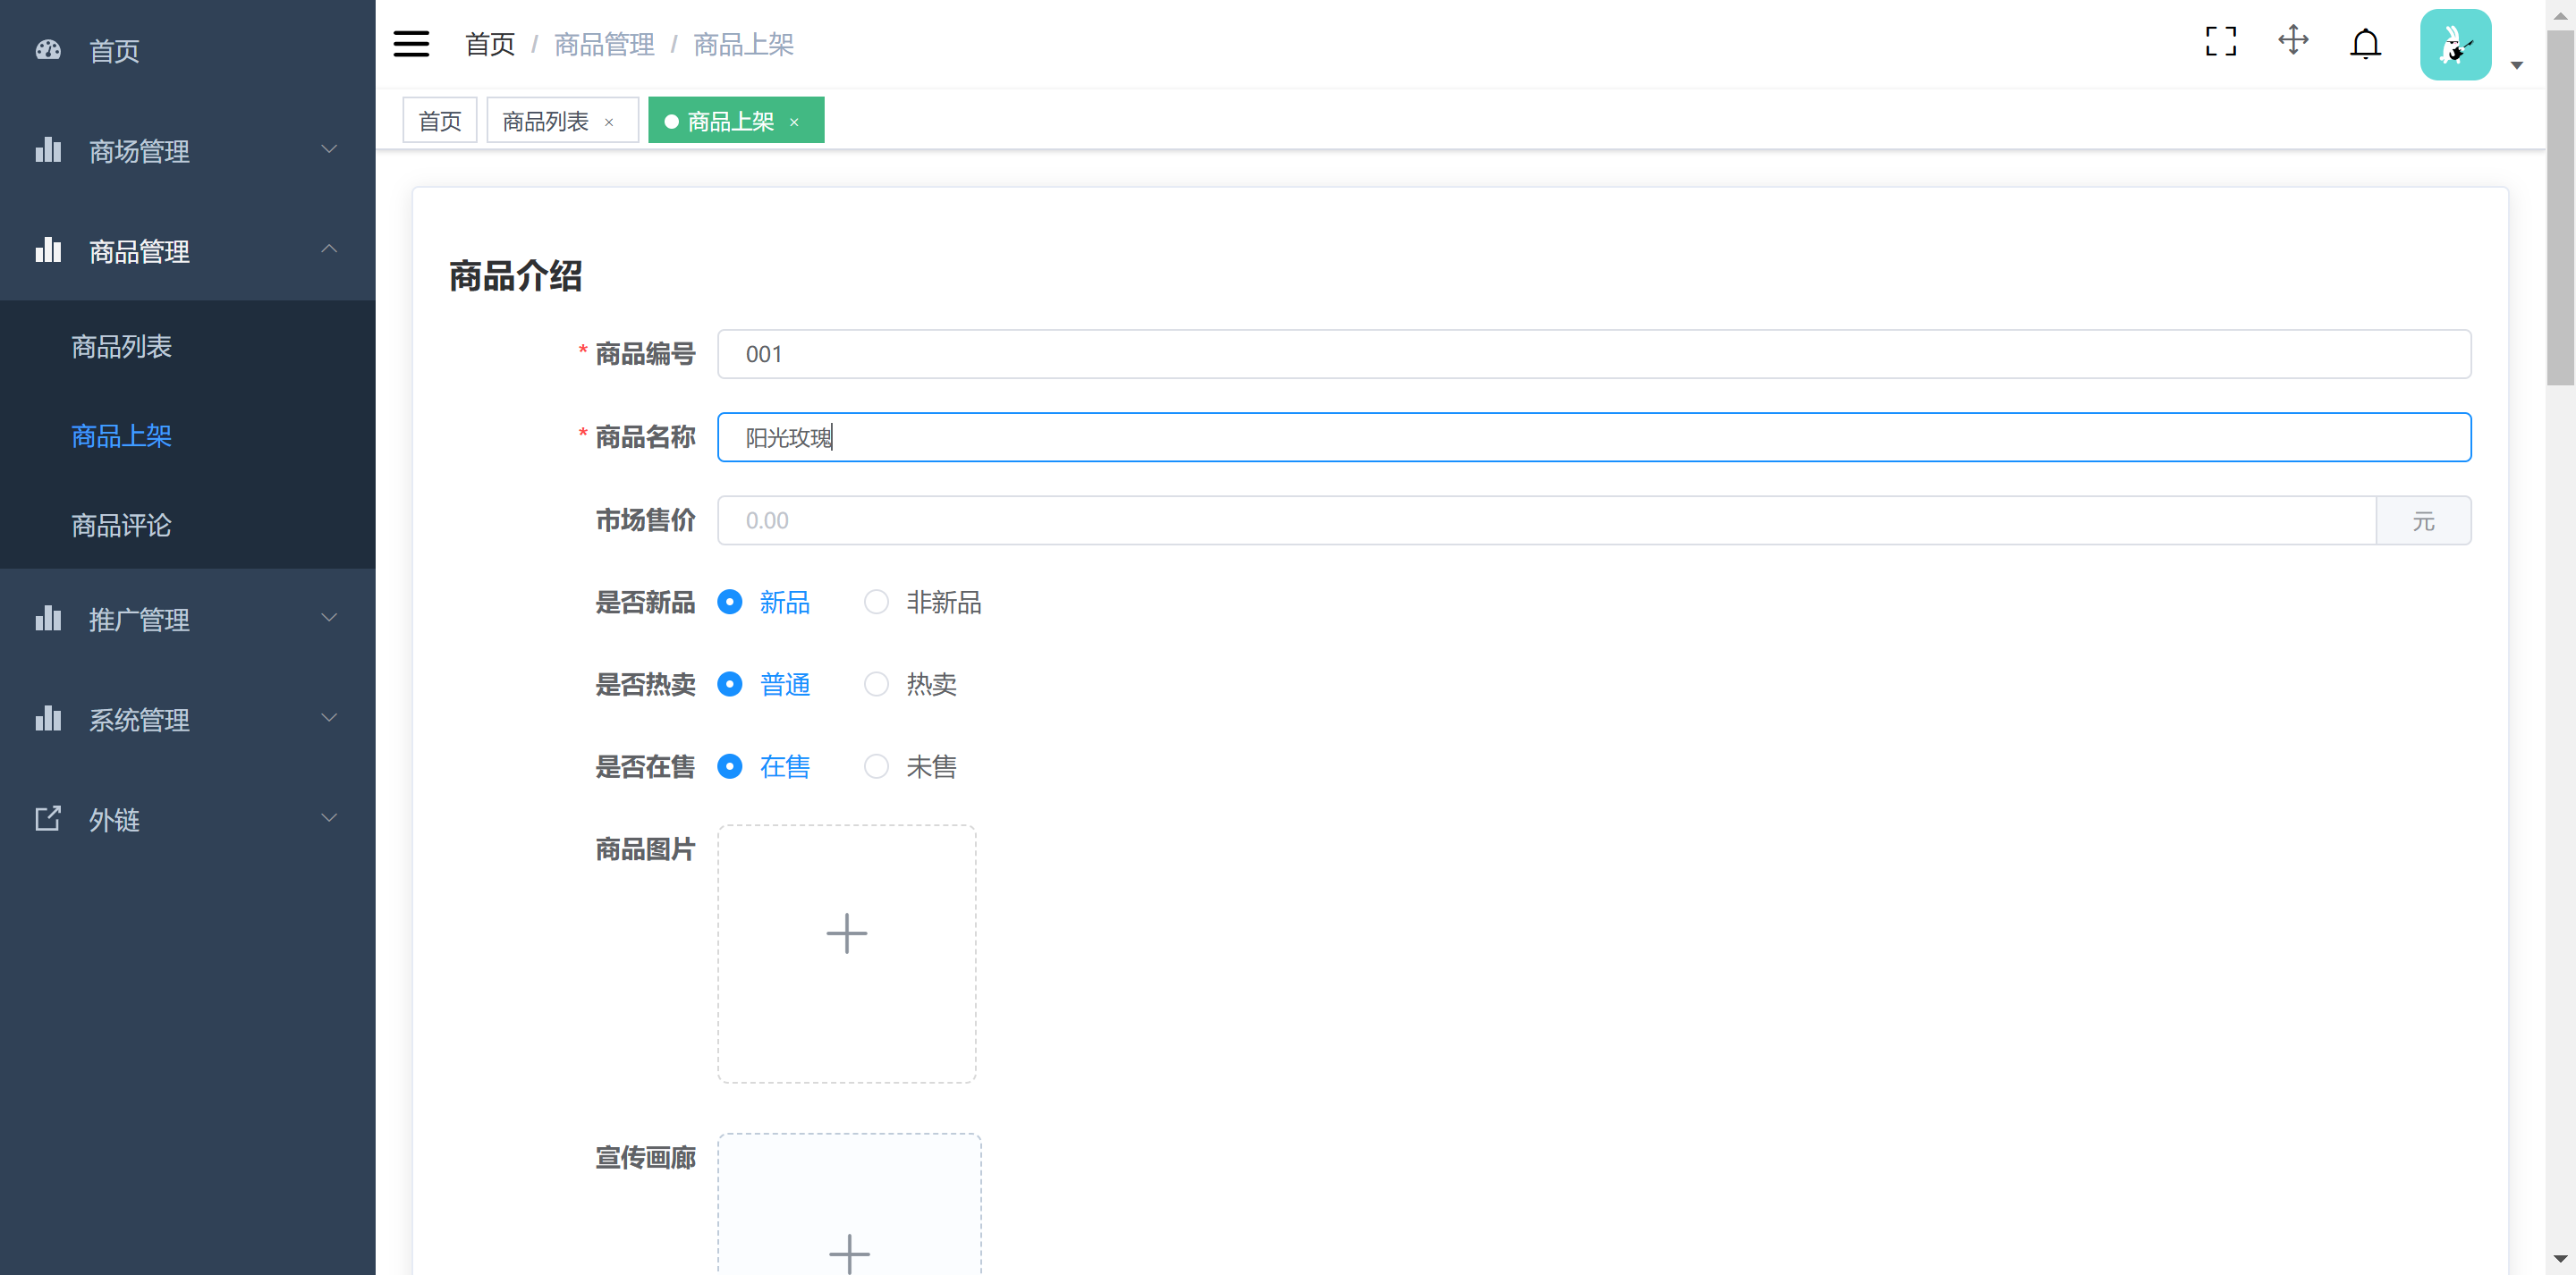 首页
商场管理
商品管理
商品列表
商品上架
商品评论
推广管理
系统管理
外链
首页 / 商品管理 / 商品上架
首页 商品列表 × 商品上架 ×
商品介绍
* 商品编号 001
* 商品名称 阳光玫瑰
市场售价 0.00 元
是否新品 新品 非新品
是否热卖 普通 热卖
是否在售 在售 未售
商品图片
宣传画廊